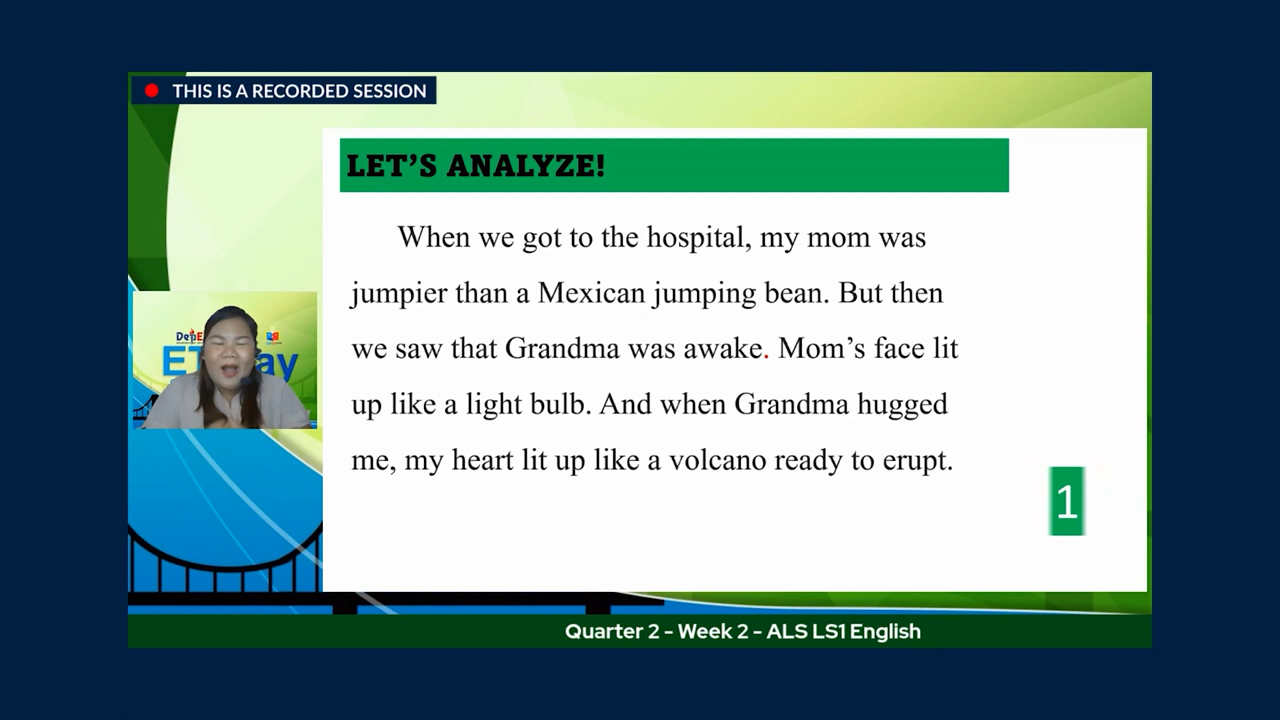 THIS IS A RECORDED SESSION
LET'S ANALYZE!
When we got to the hospital, my mom was
jumpier than a Mexican jumping bean. But then
we saw that Grandma was awake. Mom's face lit
up like a light bulb. And when Grandma hugged
me, my heart lit up like a volcano ready to erupt.
1
Quarter 2 - Week 2 - ALS LS1 English